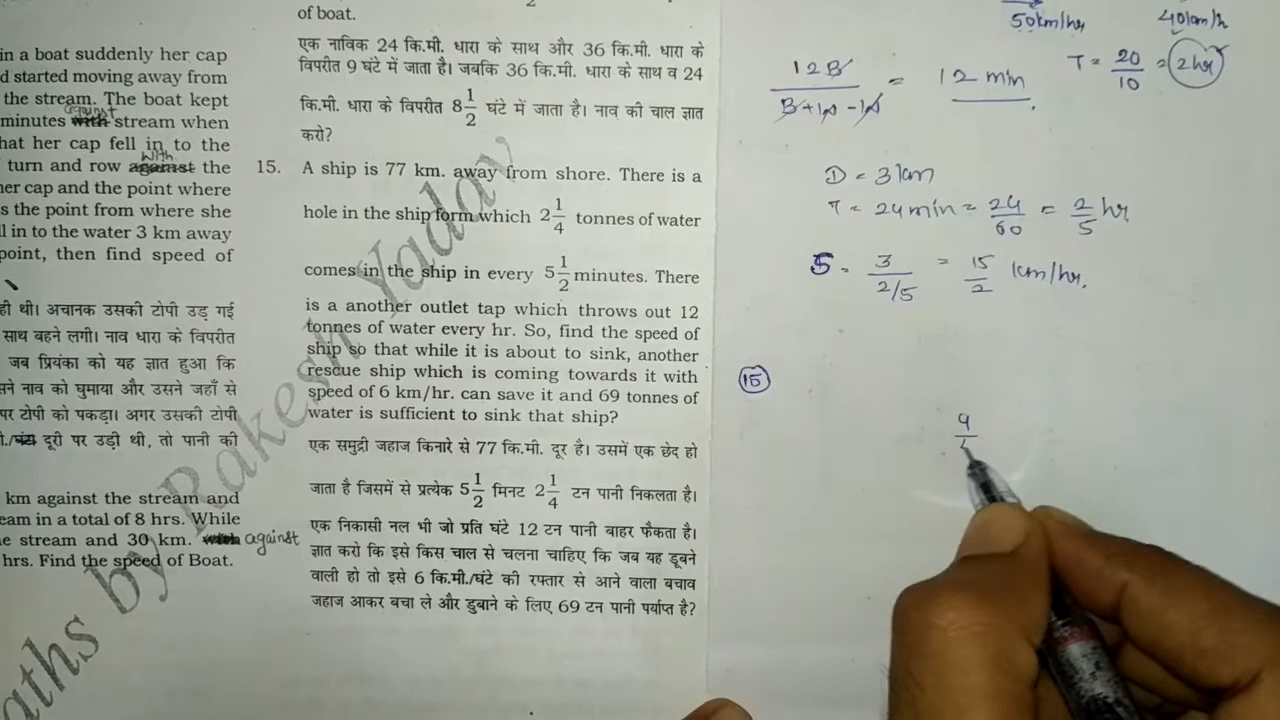 of boat.
in a boat suddenly her cap
d started moving away from
the stream. The boat kept
against
minutes with stream when
that her cap fell in to the
with
turn and row against the
her cap and the point where
s the point from where she
ll in to the water 3 km away
point, then find speed of
ही थी। अचानक उसकी टोपी उड़ गई
साथ बहने लगी। नाव धारा के विपरीत
जब प्रियंका को यह ज्ञात हुआ कि
सने नाव को घुमाया और उसने जहाँ से
पर टोपी को पकड़ा। अगर उसकी टोपी
ी./घंटा दूरी पर उड़ी थी, तो पानी की
km against the stream and
eam in a total of 8 hrs. While
e stream and 30 km. with against
hrs. Find the speed of Boat.
एक नाविक 24 कि.मी. धारा के साथ और 36 कि.मी. धारा के
विपरीत 9 घंटे में जाता है। जबकि 36 कि.मी. धारा के साथ व 24
कि.मी. धारा के विपरीत 8 1/2 घंटे में जाता है। नाव की चाल ज्ञात
करो?
15. A ship is 77 km. away from shore. There is a
hole in the ship form which 2 1/4 tonnes of water
comes in the ship in every 5 1/2 minutes. There
is a another outlet tap which throws out 12
tonnes of water every hr. So, find the speed of
ship so that while it is about to sink, another
rescue ship which is coming towards it with
speed of 6 km/hr. can save it and 69 tonnes of
water is sufficient to sink that ship?
एक समुद्री जहाज किनारे से 77 कि.मी. दूर है। उसमें एक छेद हो
जाता है जिसमें से प्रत्येक 5 1/2 मिनट 2 1/4 टन पानी निकलता है।
एक निकासी नल भी जो प्रति घंटे 12 टन पानी बाहर फैकता है।
ज्ञात करो कि इसे किस चाल से चलना चाहिए कि जब यह डूबने
वाली हो तो इसे 6 कि.मी./घंटे की रफ्तार से आने वाला बचाव
जहाज आकर बचा ले और डुबाने के लिए 69 टन पानी पर्याप्त है?
aths by Rakesh Yadav
50km/hr 40km/h
T = 20/10 = 2hr
12B/B+1A-1A = 12 min
D = 3km
T = 24min = 24/60 = 2/5 hr
S = 3/2/5 = 15/2 km/hr.
15
9